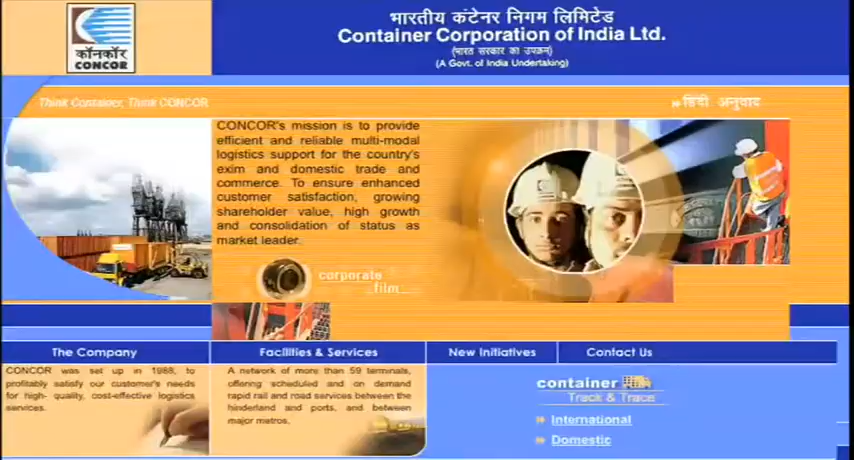 कॉनकॉर
CONCOR
भारतीय कंटेनर निगम लिमिटेड
Container Corporation of India Ltd.
(भारत सरकार का उपक्रम)
(A Govt. of India Undertaking)
Think Container, Think CONCOR
हिंदी अनुवाद
CONCOR's mission is to provide
efficient and reliable multi-modal
logistics support for the country's
exim and domestic trade and
commerce. To ensure enhanced
customer satisfaction, growing
shareholder value, high growth
and consolidation of status as
market leader.
corporate
film
The Company
Facilities & Services
New Initiatives
Contact Us
CONCOR was set up in 1988, to
profitably satisfy our customer's needs
for high- quality, cost-effective logistics
services.
A network of more than 59 terminals,
offering scheduled and on demand
rapid rail and road services between the
hinderland and ports, and between
major metros.
container
Track & Trace
International
Domestic